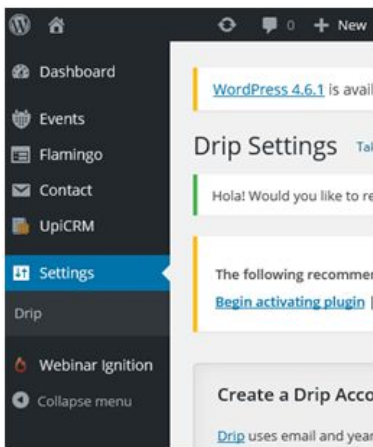 0 + New
Dashboard
WordPress 4.6.1 is avail
Events
Drip Settings
Flamingo
Contact
Hola! Would you like to re
UpiCRM
Settings
The following recommen
Begin activating plugin |
Drip
Webinar Ignition
Collapse menu
Create a Drip Acco
Drip uses email and year